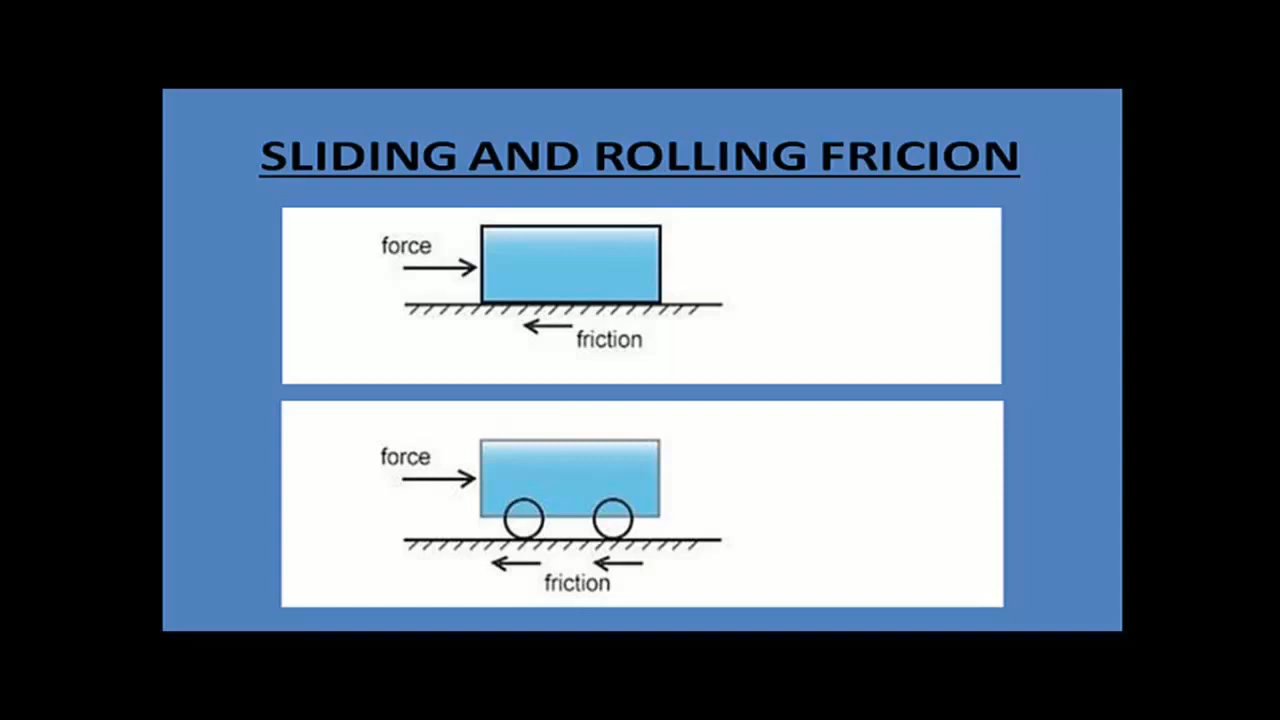 SLIDING AND ROLLING FRICION
force
friction
force
friction